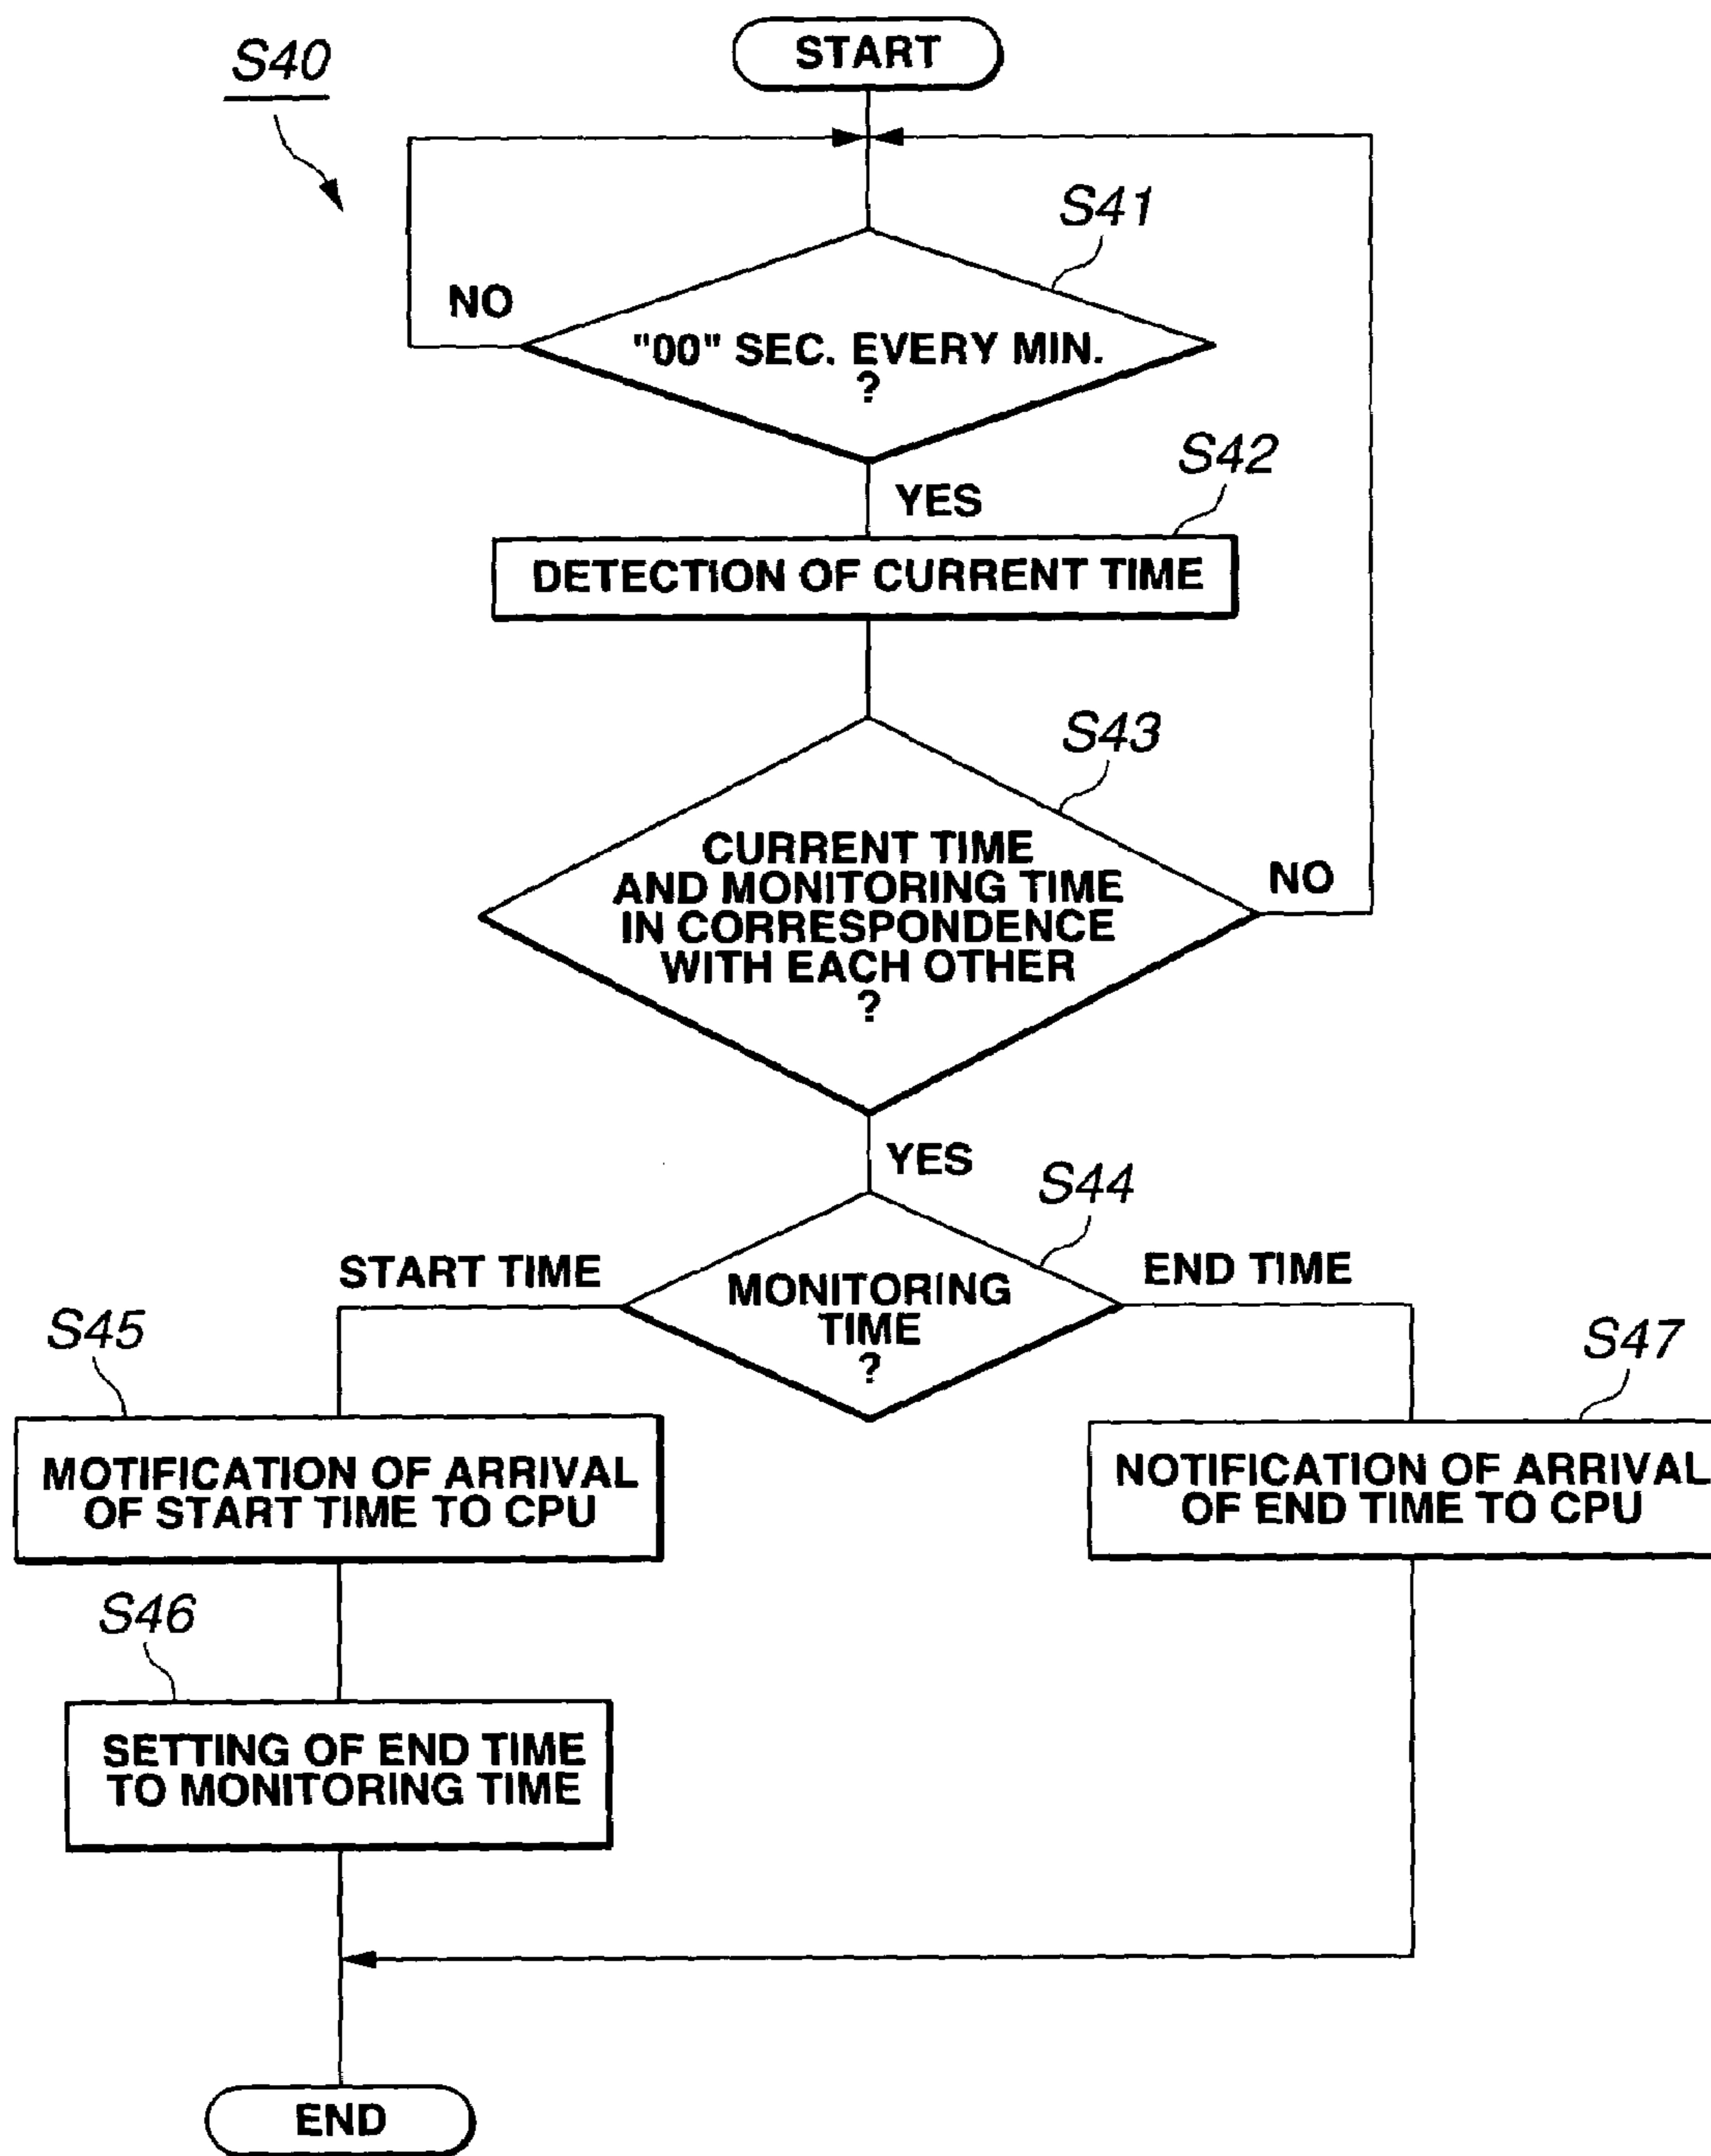 START
S40
S41
NO
"00" SEC. EVERY MIN.
?
S42
YES
DETECTION OF CURRENT TIME
S43
CURRENT TIME
AND MONITORING TIME
IN CORRESPONDENCE
WITH EACH OTHER
?
NO
YES
S44
START TIME
END TIME
MONITORING
TIME
?
S45
S47
MOTIFICATION OF ARRIVAL
OF START TIME TO CPU
NOTIFICATION OF ARRIVAL
OF END TIME TO CPU
S46
SETTING OF END TIME
TO MONITORING TIME
END